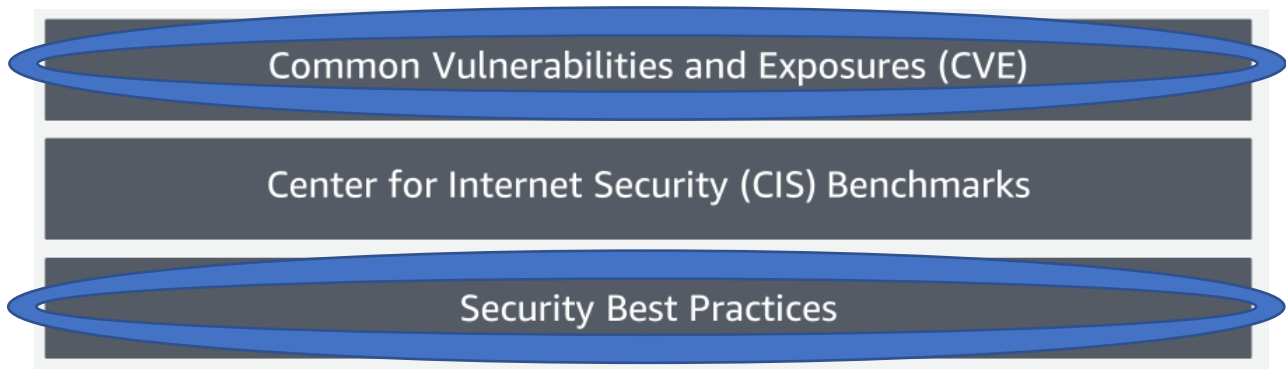 Common Vulnerabilities and Exposures (CVE)
Center for Internet Security (CIS) Benchmarks
Security Best Practices